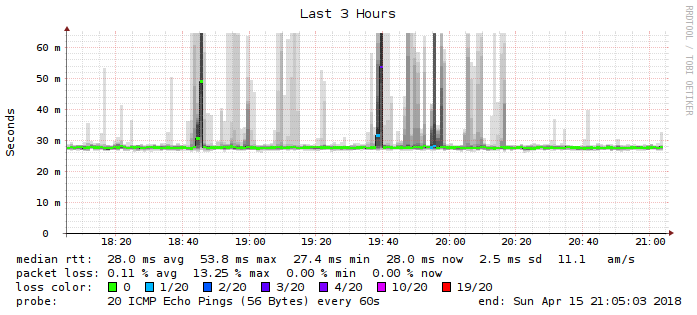 Last 3 Hours
RRDTOOL / TOBI OETIKER
Seconds
60 m
50 m
40 m
30 m
20 m
10 m
0
18:20 18:40 19:00 19:20 19:40 20:00 20:20 20:40 21:00
median rtt: 28.0 ms avg 53.8 ms max 27.4 ms min 28.0 ms now 2.5 ms sd 11.1 am/s
packet loss: 0.11 % avg 13.25 % max 0.00 % min 0.00 % now
loss color: 0 1/20 2/20 3/20 4/20 10/20 19/20
probe: 20 ICMP Echo Pings (56 Bytes) every 60s end: Sun Apr 15 21:05:03 2018